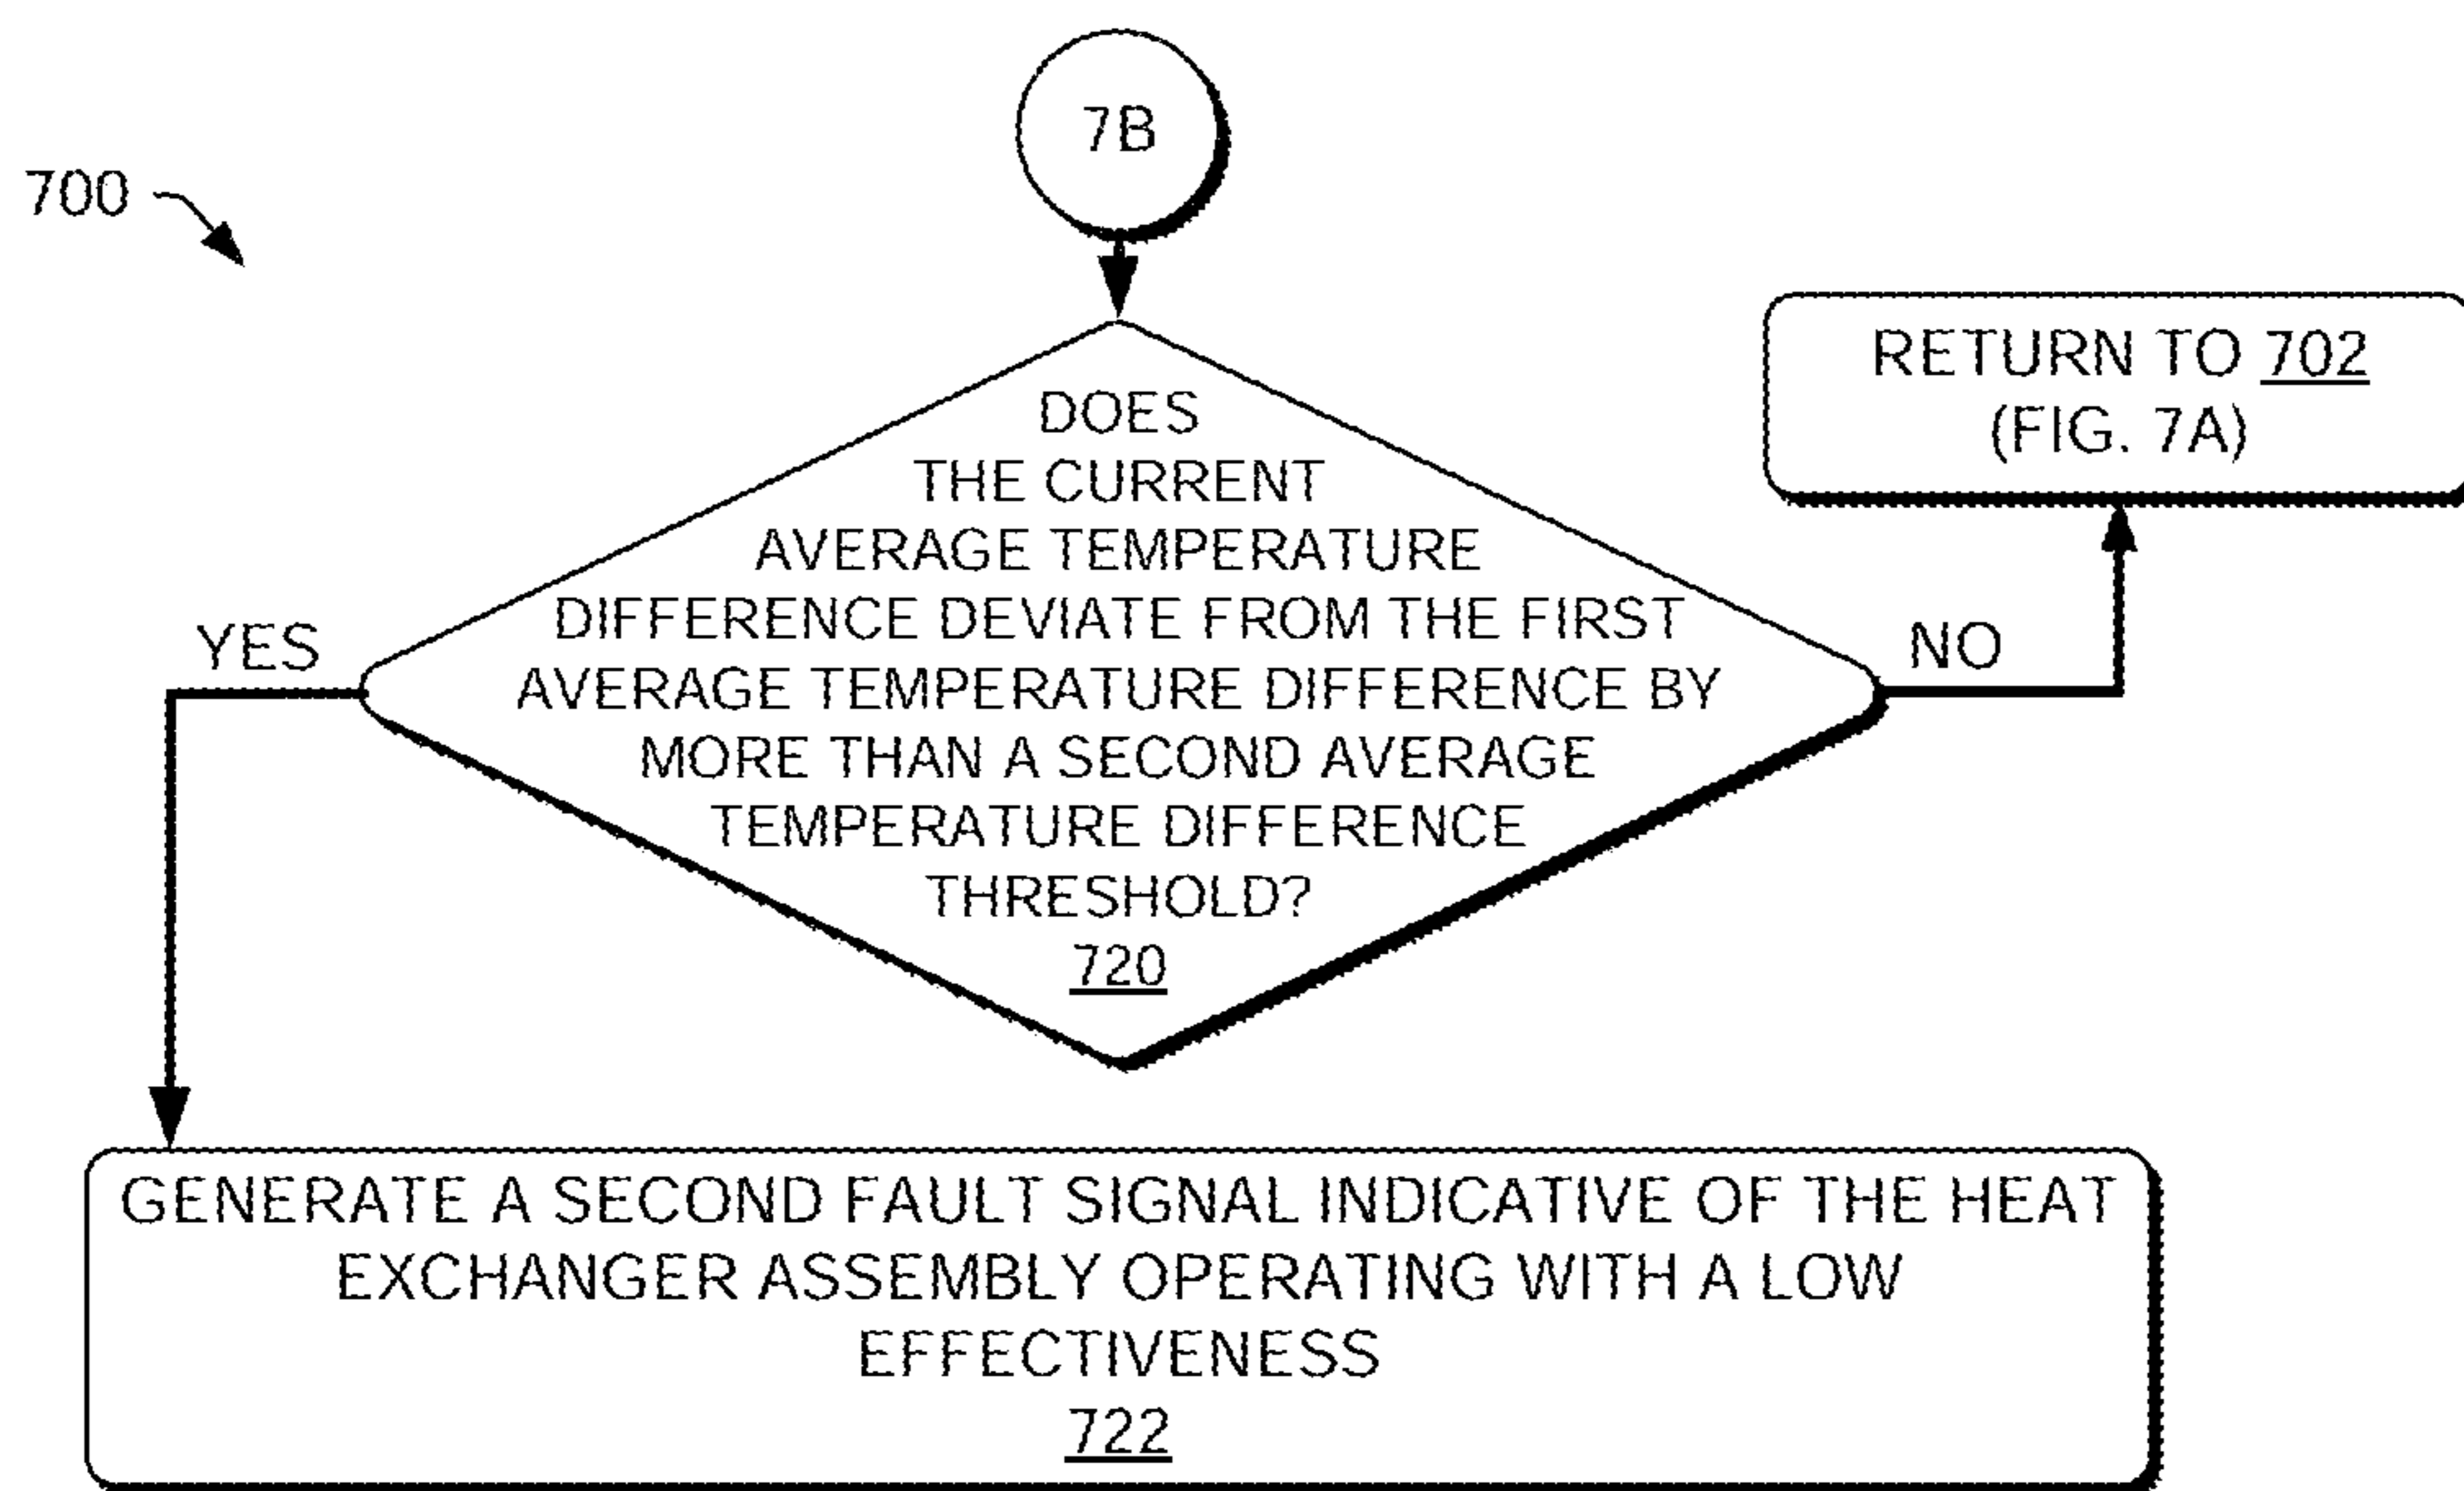 7B
700
RETURN TO 702
(FIG. 7A)
DOES
THE CURRENT
AVERAGE TEMPERATURE
DIFFERENCE DEVIATE FROM THE FIRST
AVERAGE TEMPERATURE DIFFERENCE BY
MORE THAN A SECOND AVERAGE
TEMPERATURE DIFFERENCE
THRESHOLD?
720
YES
NO
GENERATE A SECOND FAULT SIGNAL INDICATIVE OF THE HEAT
EXCHANGER ASSEMBLY OPERATING WITH A LOW
EFFECTIVENESS
722